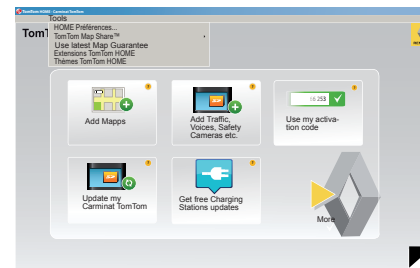 TomTom HOME - Carminat TomTom
Tools
HOME Préférences...
TomTom Map Share™
Use latest Map Guarantee
Extensions TomTom HOME
Thèmes TomTom HOME
TomT
Add Mapps
Add Traffic,
Voices, Safety
Cameras etc.
253
Use my activa-
tion code
Update my
Carminat TomTom
Get free Charging
Stations updates
More